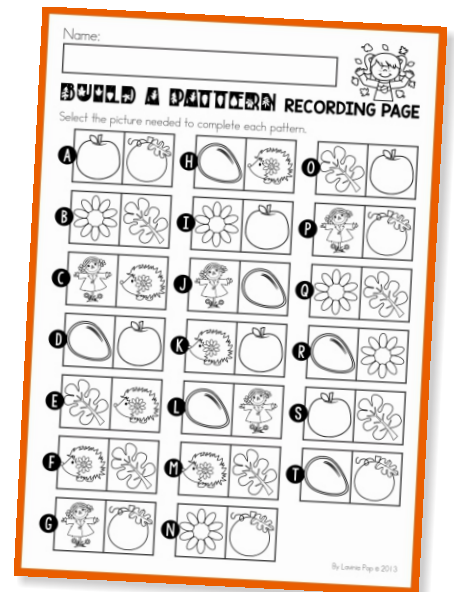 Name:
BUILD A PATTERN RECORDING PAGE
Select the picture needed to complete each pattern.
A
H
O
B
I
P
C
J
Q
D
K
R
E
L
S
F
M
T
G
N
By Lavinia Pop © 2013